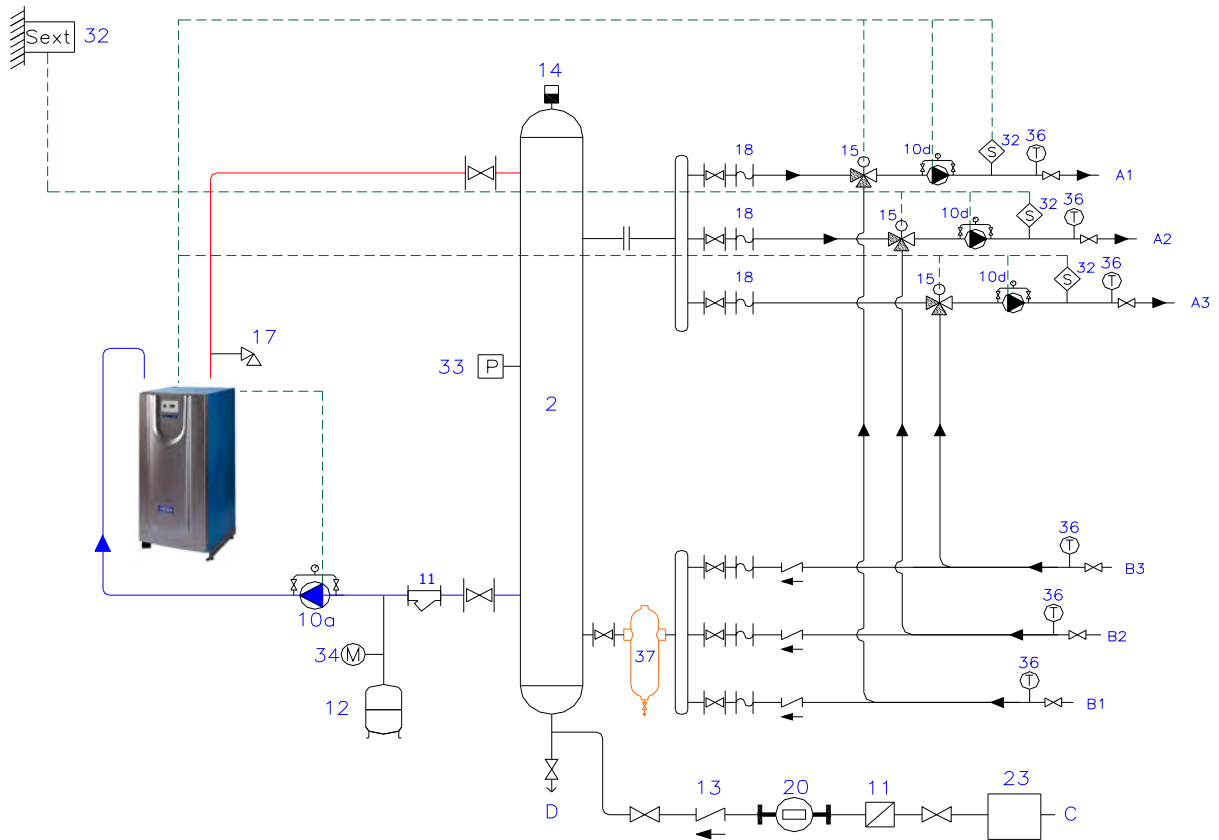 Sext 32
14
18 15 10d S 32 36 T A1
18 15 10d S 32 36 T A2
18 15 10d S 32 36 T A3
17
33 P
2
36 T B3
11
10a
36 T B2
37
34 M
36 T B1
12
D
13 20 11 23 C